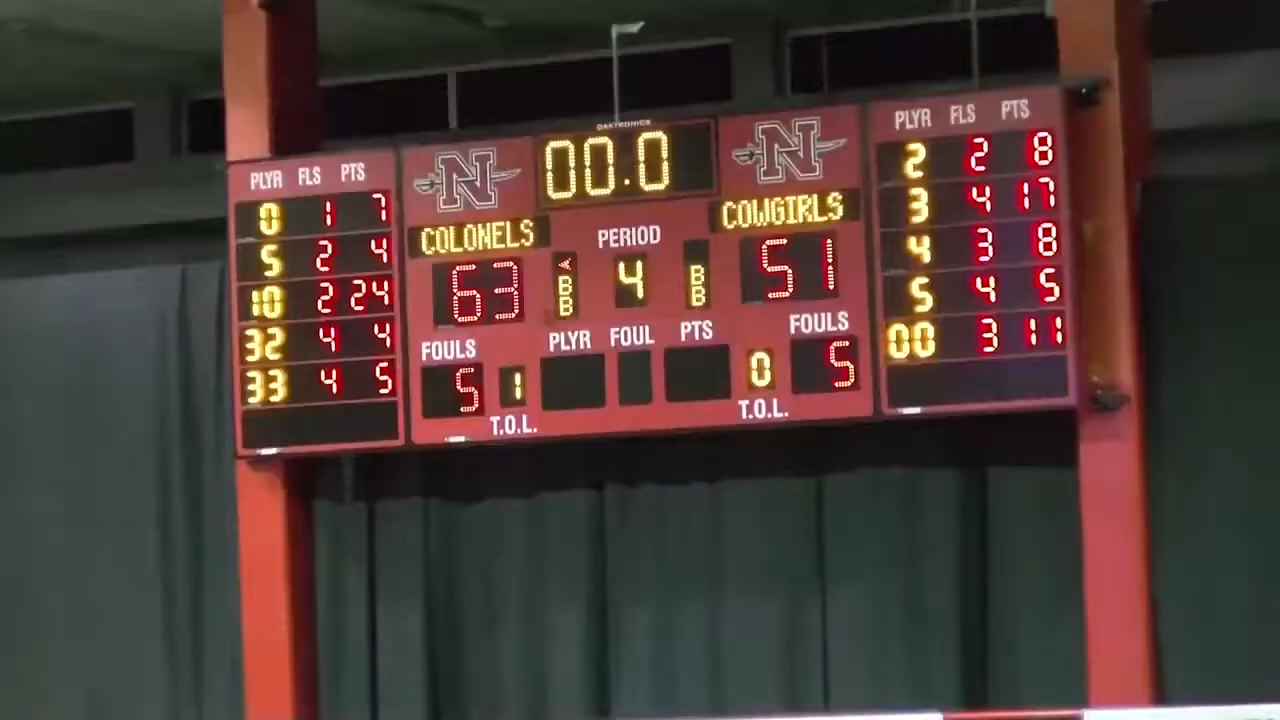 DAKTRONICS
N 00.0 N
COLONELS PERIOD COWGIRLS
63 < B B 4 B B 51
FOULS PLYR FOUL PTS FOULS
5 1 0 5
T.O.L. T.O.L.
PLYR FLS PTS
0 1 7
5 2 4
10 2 24
32 4 4
33 4 5
PLYR FLS PTS
2 2 8
3 4 17
4 3 8
5 4 5
00 3 11